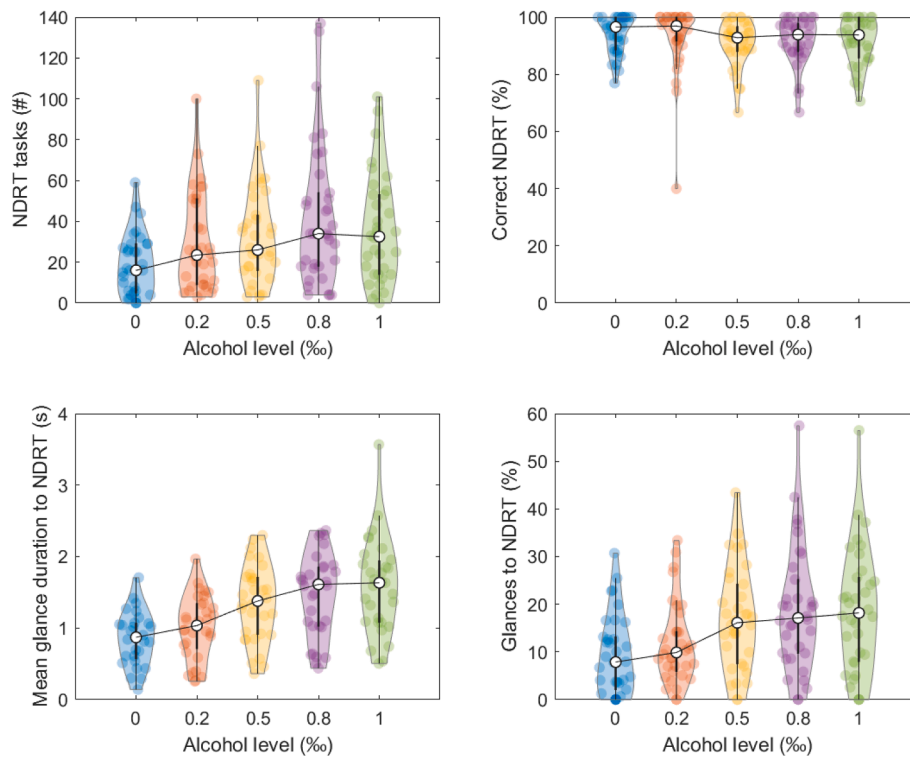 NDRT tasks (#)
140
120
100
80
60
40
20
0
0 0.2 0.5 0.8 1
Alcohol level (‰)
Correct NDRT (%)
100
80
60
40
20
0
0 0.2 0.5 0.8 1
Alcohol level (‰)
Mean glance duration to NDRT (s)
4
3
2
1
0
0 0.2 0.5 0.8 1
Alcohol level (‰)
Glances to NDRT (%)
60
50
40
30
20
10
0
0 0.2 0.5 0.8 1
Alcohol level (‰)